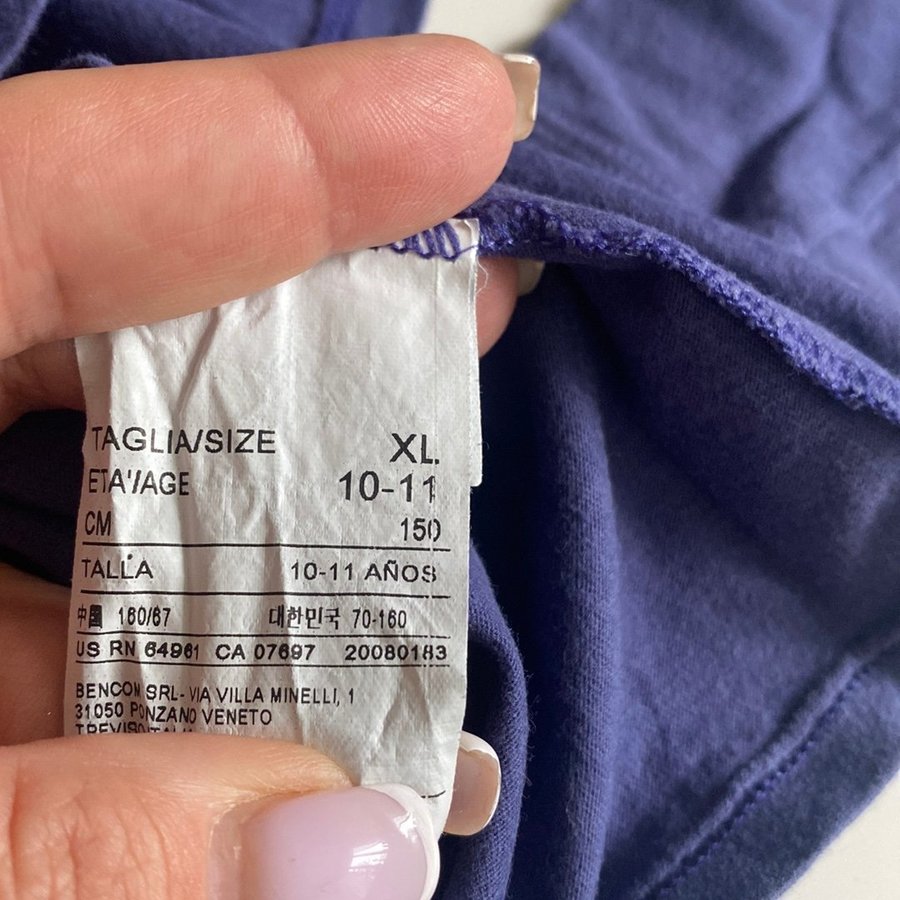 TAGLIA/SIZE XL
ETA'/AGE 10-11
CM 150
TALLA 10-11 AÑOS
中國 160/67 대한민국 70-160
US RN 64961 CA 07697 20080183
BENCOM SRL- VIA VILLA MINELLI, 1
31050 PONZANO VENETO
TREVISO ITALIA